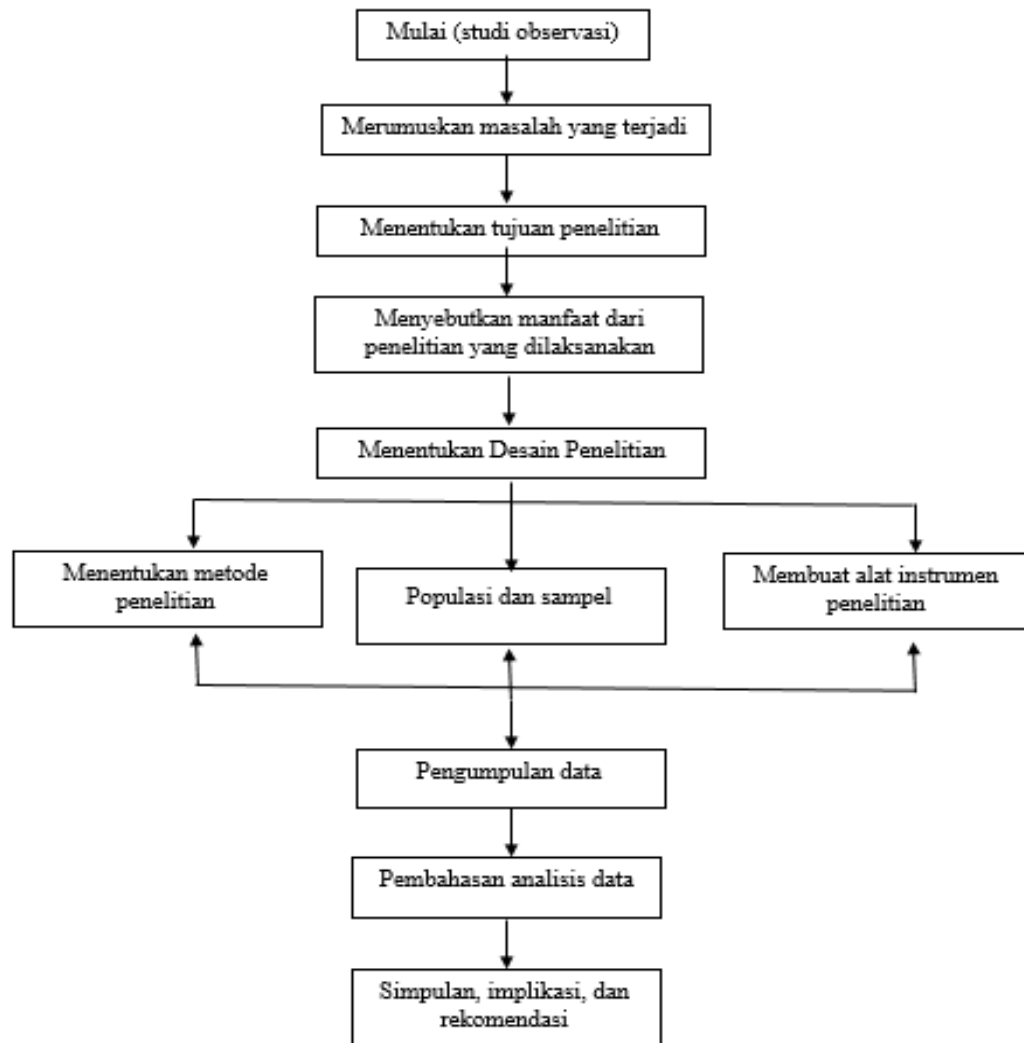 Mulai (studi observasi)
Merumuskan masalah yang terjadi
Menentukan tujuan penelitian
Menyebutkan manfaat dari
penelitian yang dilaksanakan
Menentukan Desain Penelitian
Menentukan metode
penelitian
Populasi dan sampel
Membuat alat instrumen
penelitian
Pengumpulan data
Pembahasan analisis data
Simpulan, implikasi, dan
rekomendasi